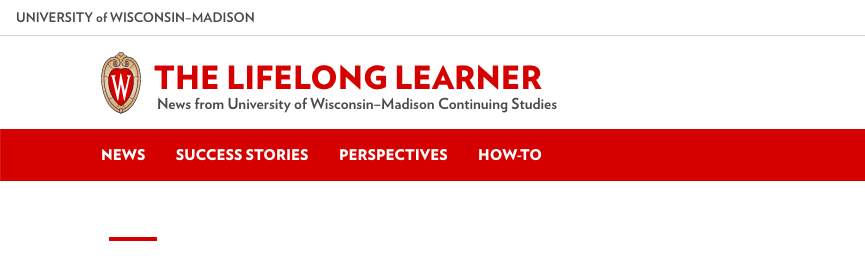 UNIVERSITY of WISCONSIN–MADISON
W
THE LIFELONG LEARNER
News from University of Wisconsin–Madison Continuing Studies
NEWS SUCCESS STORIES PERSPECTIVES HOW-TO